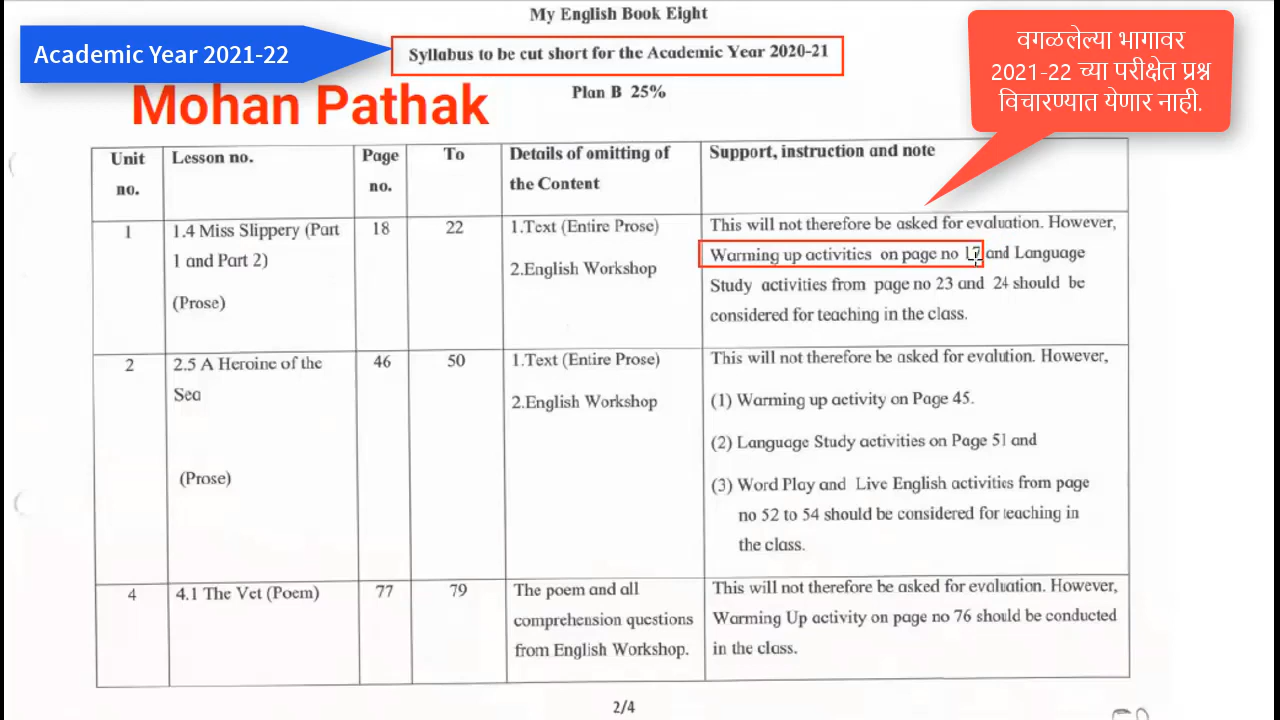 My English Book Eight
Academic Year 2021-22
Syllabus to be cut short for the Academic Year 2020-21
वगळलेल्या भागावर
2021-22 च्या परीक्षेत प्रश्न
विचारण्यात येणार नाही.
Mohan Pathak
Plan B 25%
Unit no.
Lesson no.
Page no.
To
Details of omitting of
the Content
Support, instruction and note
1
1.4 Miss Slippery (Part
1 and Part 2)
(Prose)
18
22
1.Text (Entire Prose)
2.English Workshop
This will not therefore be asked for evaluation. However,
Warming up activities on page no 17 and Language
Study activities from page no 23 and 24 should be
considered for teaching in the class.
2
2.5 A Heroine of the
Sea
(Prose)
46
50
1.Text (Entire Prose)
2.English Workshop
This will not therefore be asked for evalution. However,
(1) Warming up activity on Page 45.
(2) Language Study activities on Page 51 and
(3) Word Play and Live English activities from page
no 52 to 54 should be considered for teaching in
the class.
4
4.1 The Vet (Poem)
77
79
The poem and all
comprehension questions
from English Workshop.
This will not therefore be asked for evaluation. However,
Warming Up activity on page no 76 should be conducted
in the class.
2/4